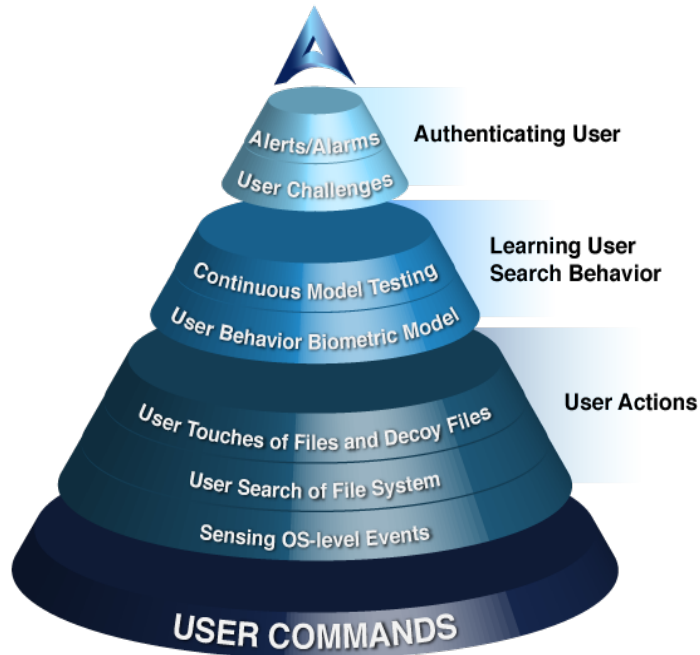 Alerts/Alarms
User Challenges
Authenticating User
Continuous Model Testing
User Behavior Biometric Model
Learning User
Search Behavior
User Touches of Files and Decoy Files
User Search of File System
Sensing OS-level Events
User Actions
USER COMMANDS